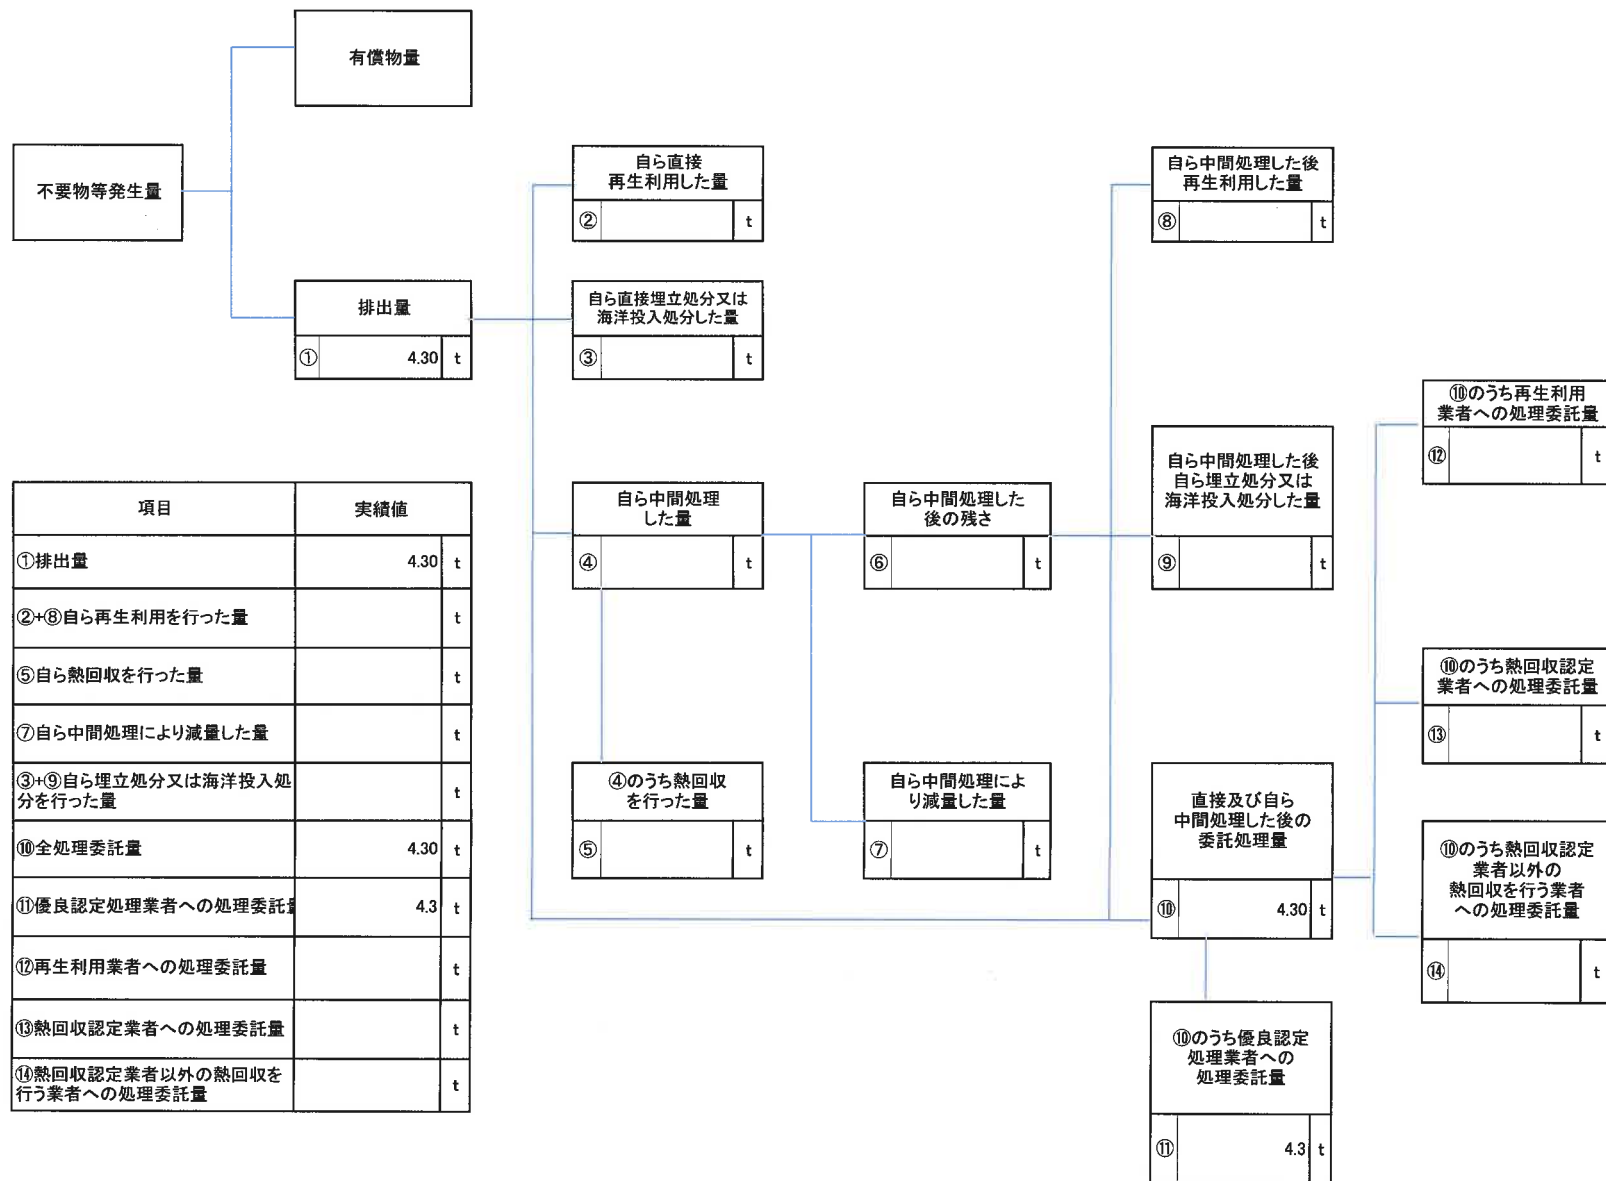 有償物量
不要物等発生量
排出量
① 4.30 t
自ら直接
再生利用した量
② t
自ら直接埋立処分又は
海洋投入処分した量
③ t
自ら中間処理
した量
④ t
④のうち熱回収
を行った量
⑤ t
自ら中間処理した
後の残さ
⑥ t
自ら中間処理によ
り減量した量
⑦ t
自ら中間処理した後
再生利用した量
⑧ t
自ら中間処理した後
自ら埋立処分又は
海洋投入処分した量
⑨ t
直接及び自ら
中間処理した後の
委託処理量
⑩ 4.30 t
⑩のうち優良認定
処理業者への
処理委託量
⑪ 4.3 t
⑩のうち再生利用
業者への処理委託量
⑫ t
⑩のうち熱回収認定
業者への処理委託量
⑬ t
⑩のうち熱回収認定
業者以外の
熱回収を行う業者
への処理委託量
⑭ t
項目 実績値
①排出量 4.30 t
②+⑧自ら再生利用を行った量 t
⑤自ら熱回収を行った量 t
⑦自ら中間処理により減量した量 t
③+⑨自ら埋立処分又は海洋投入処
分を行った量 t
⑩全処理委託量 4.30 t
⑪優良認定処理業者への処理委託量 4.3 t
⑫再生利用業者への処理委託量 t
⑬熱回収認定業者への処理委託量 t
⑭熱回収認定業者以外の熱回収を
行う業者への処理委託量 t